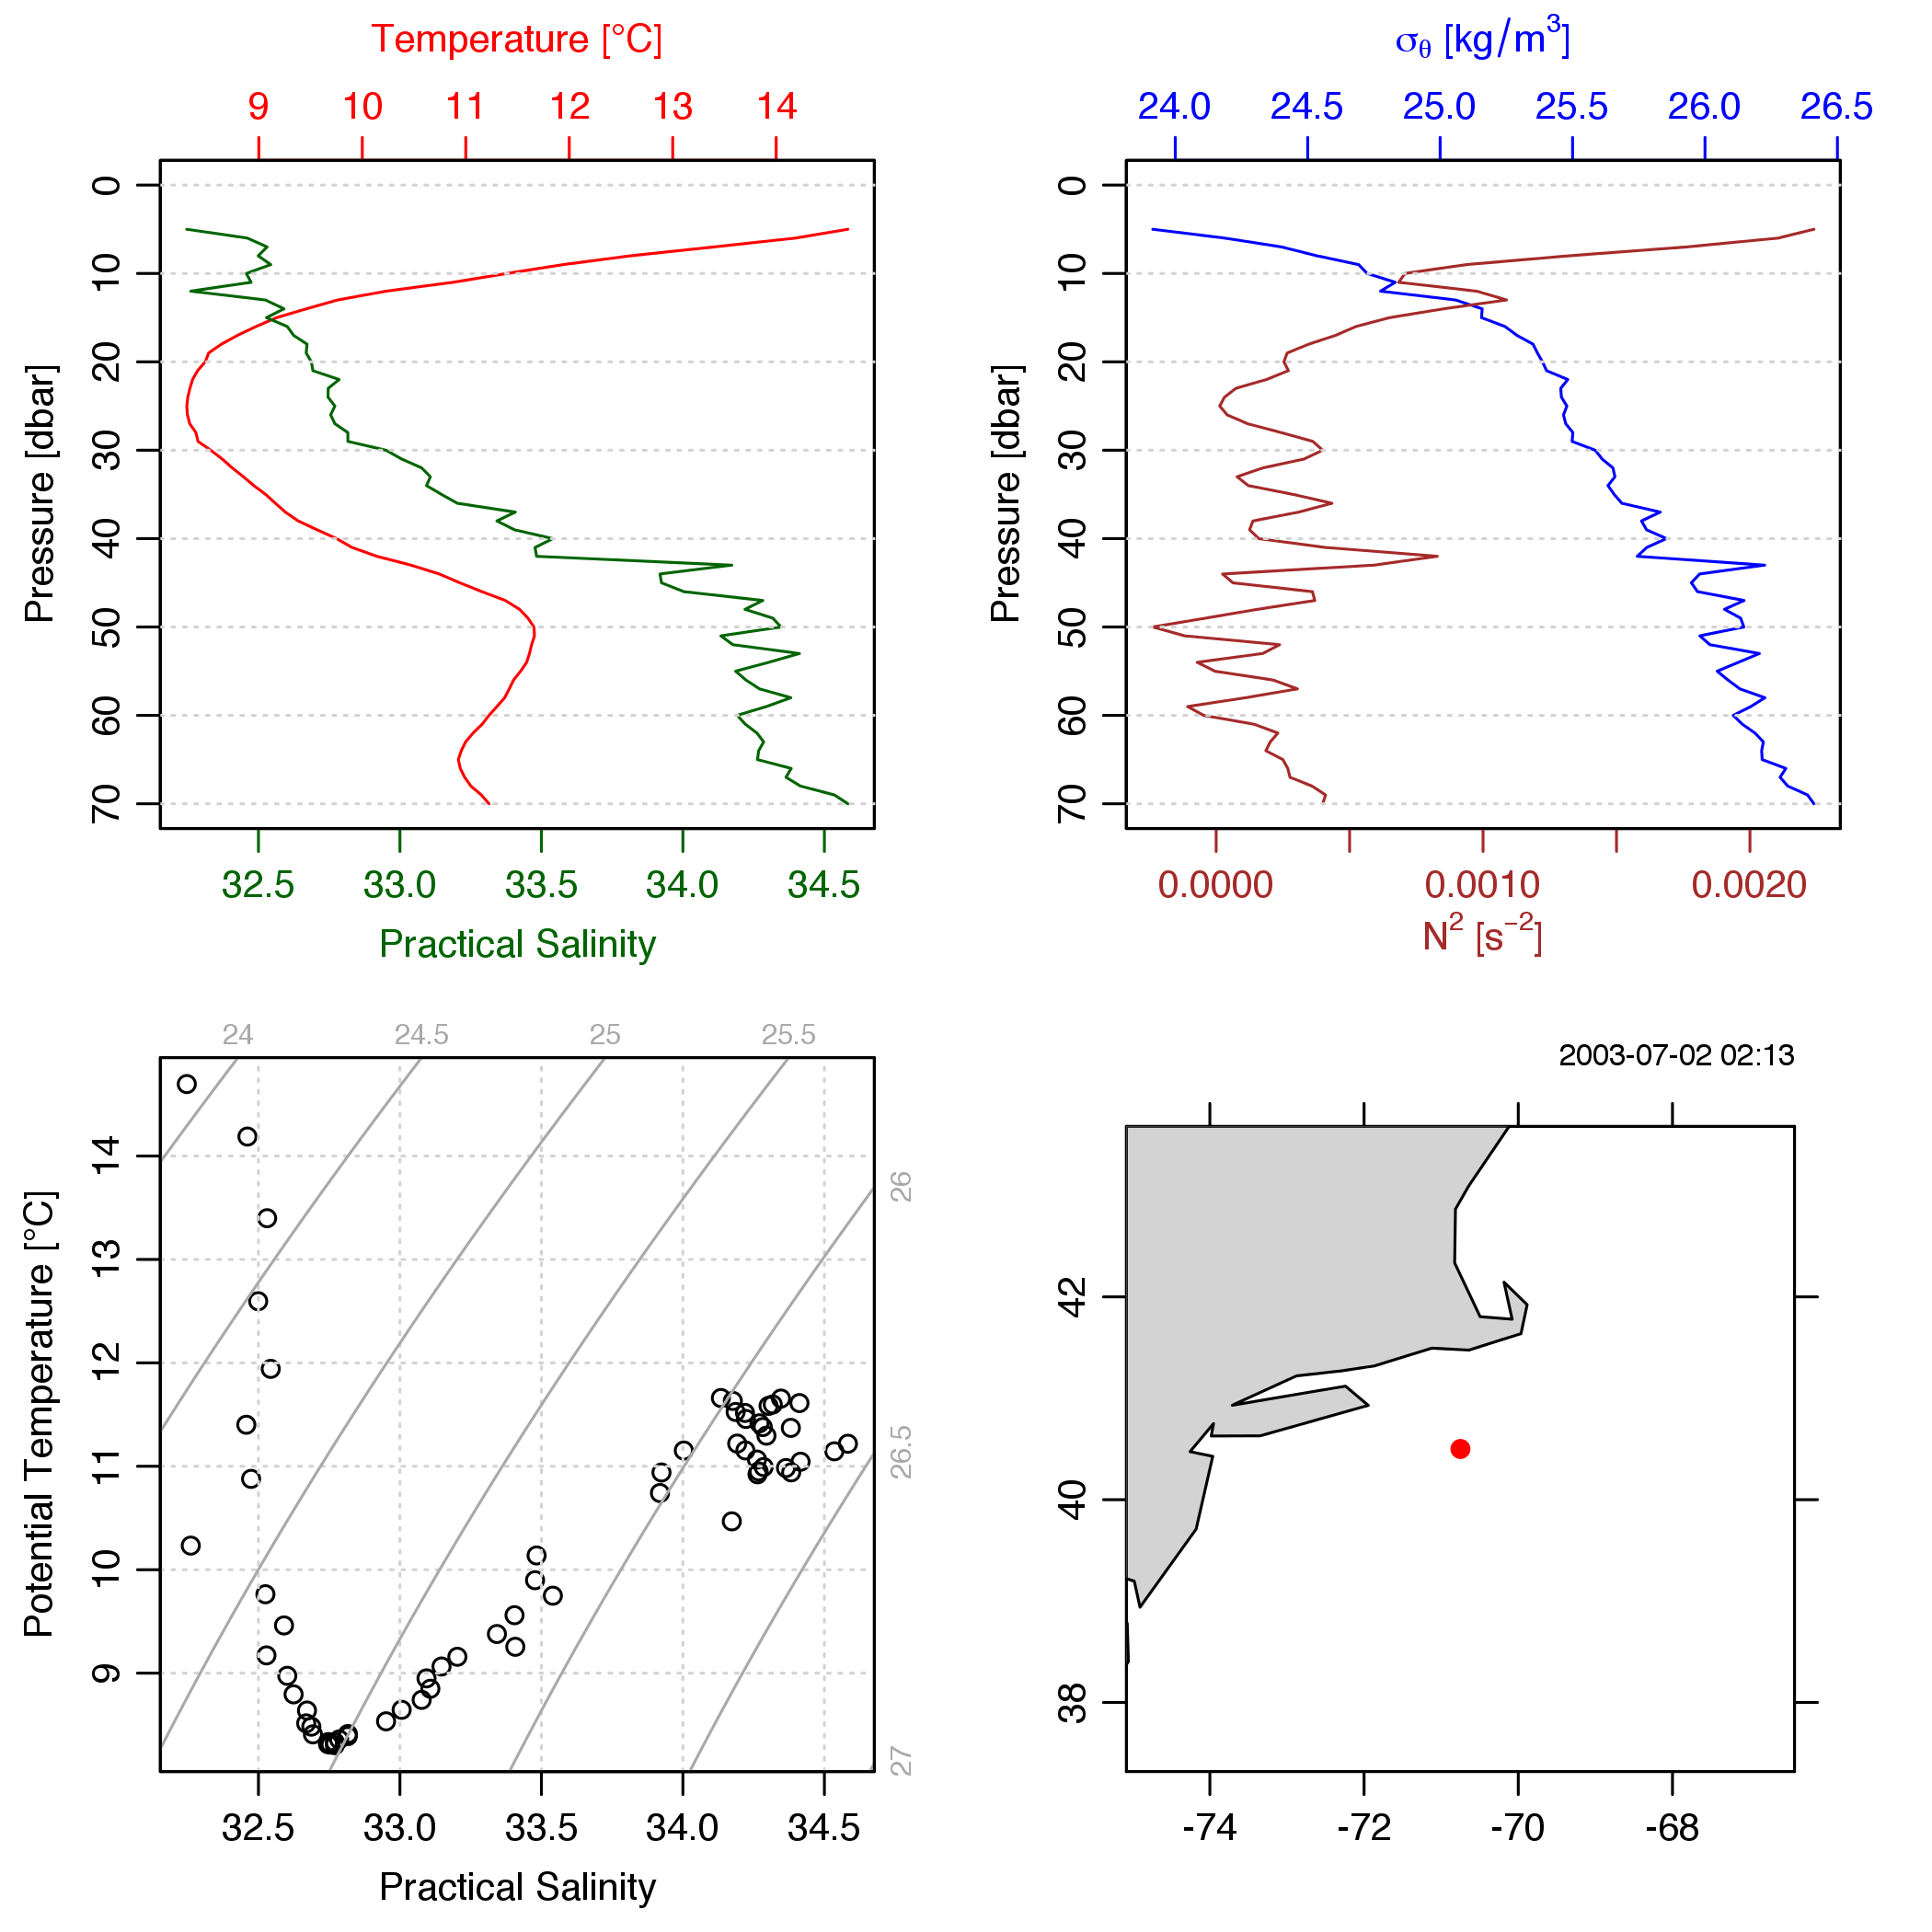 Temperature [°C]
9 10 11 12 13 14
0 10 20 30 40 50 60 70
Pressure [dbar]
32.5 33.0 33.5 34.0 34.5
Practical Salinity
σθ [kg/m³]
24.0 24.5 25.0 25.5 26.0 26.5
0 10 20 30 40 50 60 70
Pressure [dbar]
0.0000 0.0010 0.0020
N² [s⁻²]
24 24.5 25 25.5
26
26.5
27
14 13 12 11 10 9
Potential Temperature [°C]
32.5 33.0 33.5 34.0 34.5
Practical Salinity
2003-07-02 02:13
42 40 38
-74 -72 -70 -68